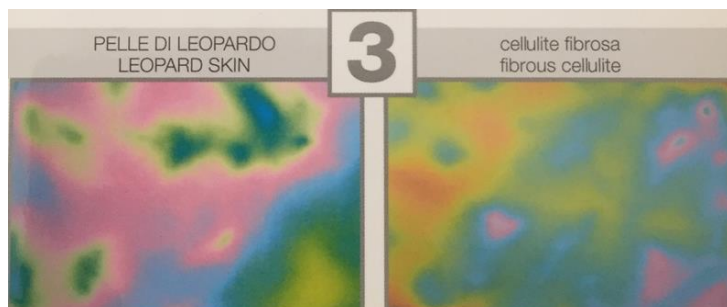 PELLE DI LEOPARDO
LEOPARD SKIN
3
cellulite fibrosa
fibrous cellulite